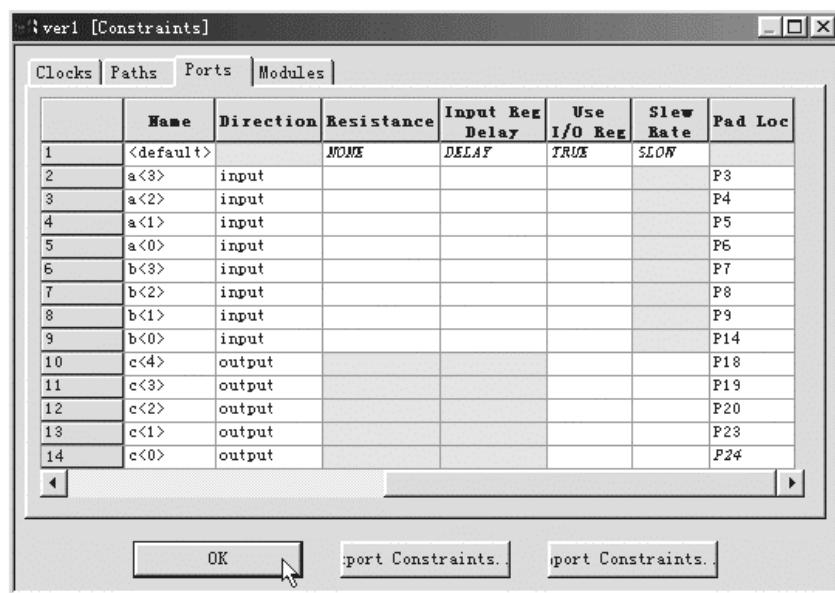 ver1 [Constraints]
Clocks Paths Ports Modules
Name Direction Resistance Input Reg Delay Use I/O Reg Slew Rate Pad Loc
1 <default> NONE DELAY TRUE SLOW
2 a<3> input P3
3 a<2> input P4
4 a<1> input P5
5 a<0> input P6
6 b<3> input P7
7 b<2> input P8
8 b<1> input P9
9 b<0> input P14
10 c<4> output P18
11 c<3> output P19
12 c<2> output P20
13 c<1> output P23
14 c<0> output P24
OK port Constraints.. port Constraints..